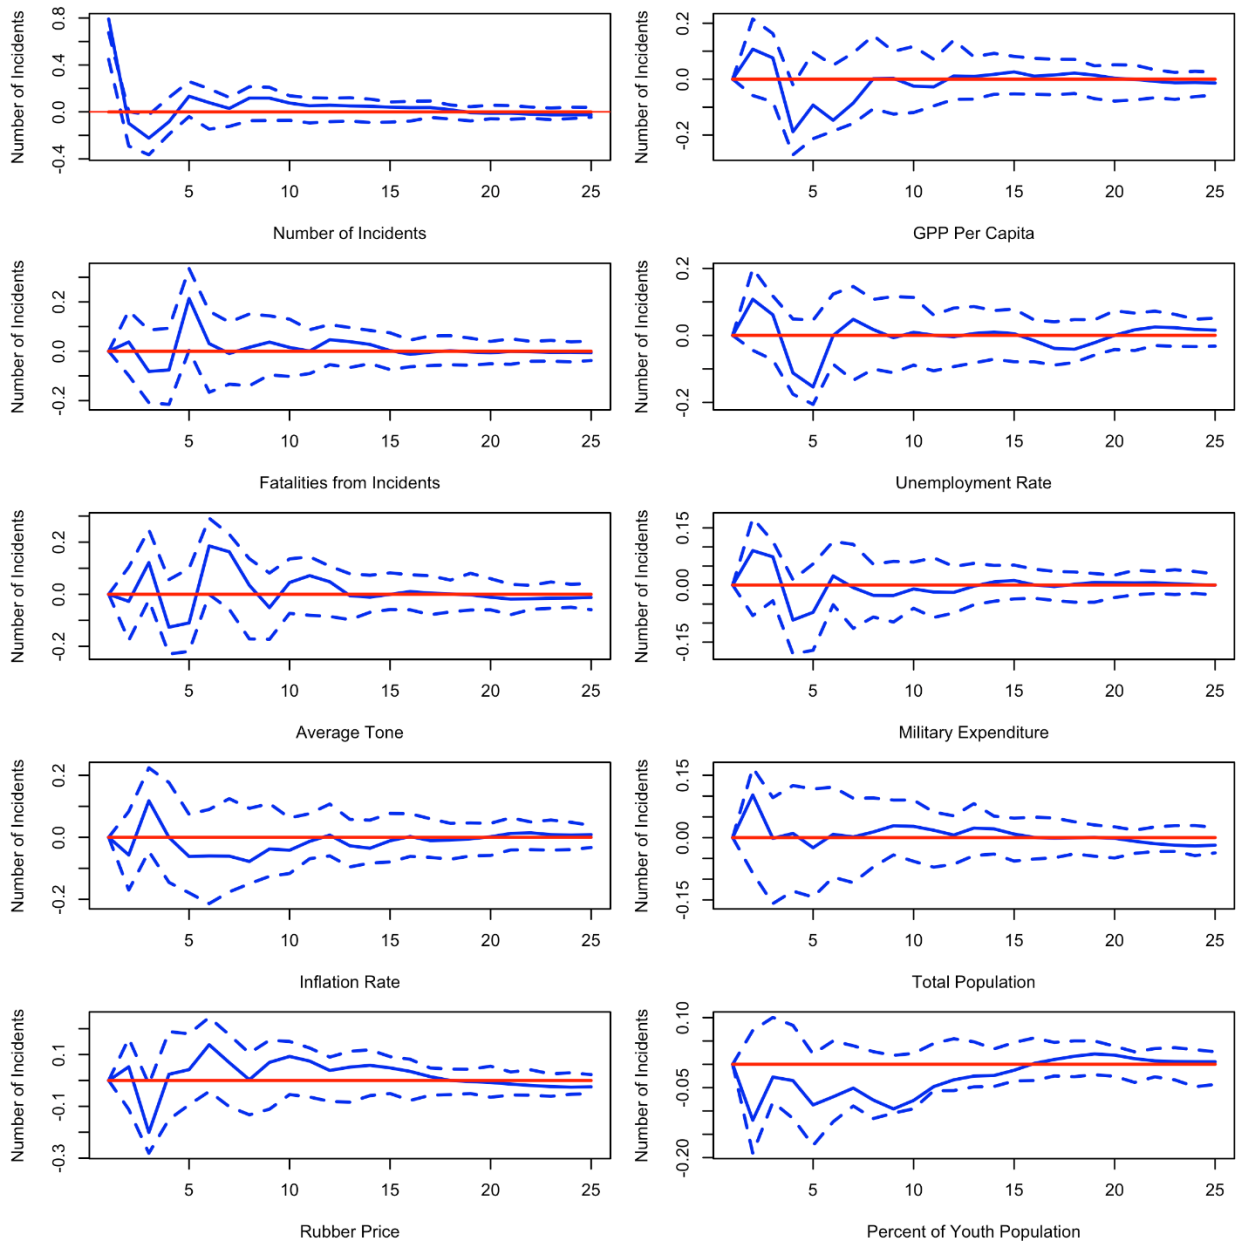 Number of Incidents
0.8
0.4
0.0
-0.4
5 10 15 20 25
Number of Incidents
Number of Incidents
0.2
0.0
-0.2
5 10 15 20 25
GPP Per Capita
Number of Incidents
0.2
0.0
-0.2
5 10 15 20 25
Fatalities from Incidents
Number of Incidents
0.2
0.0
-0.2
5 10 15 20 25
Unemployment Rate
Number of Incidents
0.2
0.0
-0.2
5 10 15 20 25
Average Tone
Number of Incidents
0.15
0.00
-0.15
5 10 15 20 25
Military Expenditure
Number of Incidents
0.2
0.0
-0.2
5 10 15 20 25
Inflation Rate
Number of Incidents
0.15
0.00
-0.15
5 10 15 20 25
Total Population
Number of Incidents
0.1
-0.1
-0.3
5 10 15 20 25
Rubber Price
Number of Incidents
0.10
-0.05
-0.20
5 10 15 20 25
Percent of Youth Population